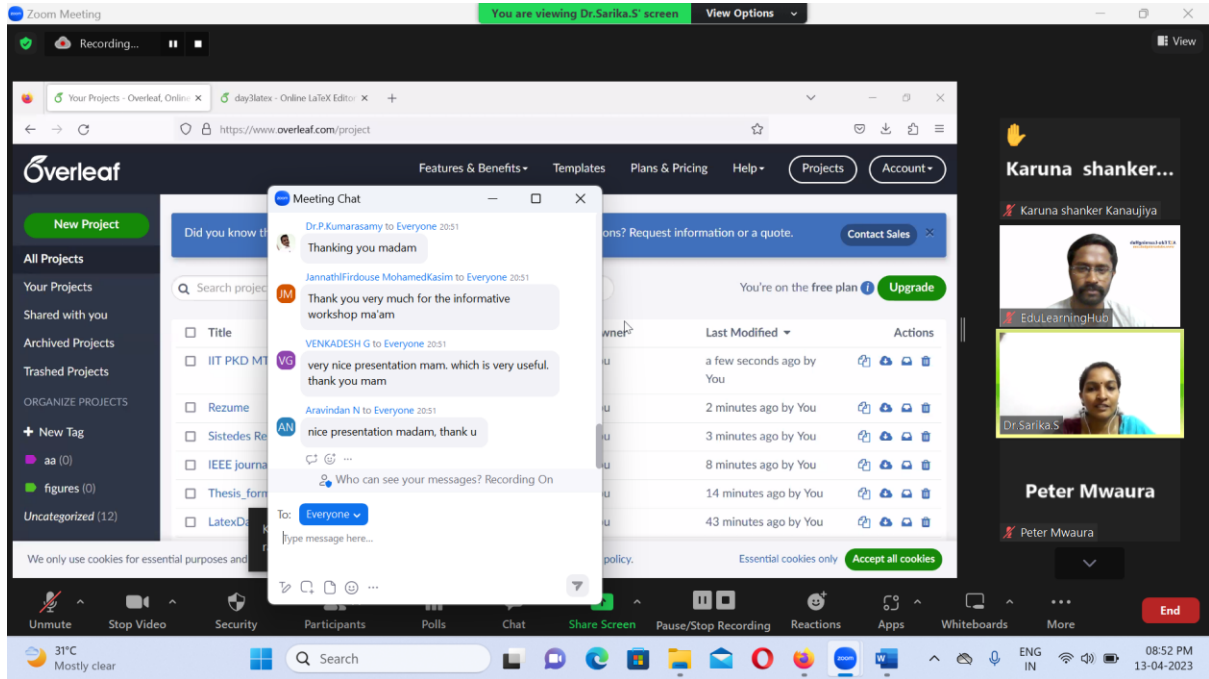 Zoom Meeting
You are viewing Dr.Sarika.S' screen
View Options
Recording...
View
Your Projects - Overleaf, Online
day3latex - Online LaTeX Editor
https://www.overleaf.com/project
Overleaf
Features & Benefits
Templates
Plans & Pricing
Help
Projects
Account
New Project
All Projects
Your Projects
Shared with you
Archived Projects
Trashed Projects
ORGANIZE PROJECTS
+ New Tag
aa (0)
figures (0)
Uncategorized (12)
Did you know th
ons? Request information or a quote.
Contact Sales
Search projec
You're on the free plan
Upgrade
Title
wner
Last Modified
Actions
IIT PKD MT
u
a few seconds ago by
You
Rezume
u
2 minutes ago by You
Sistedes Re
u
3 minutes ago by You
IEEE journa
u
8 minutes ago by You
Thesis_form
u
14 minutes ago by You
LatexDa
u
43 minutes ago by You
We only use cookies for essential purposes and
policy.
Essential cookies only
Accept all cookies
Meeting Chat
Dr.P.Kumarasamy to Everyone 20:51
Thanking you madam
JannathlFirdouse MohamedKasim to Everyone 20:51
JM
Thank you very much for the informative
workshop ma'am
VENKADESH G to Everyone 20:51
VG
very nice presentation mam. which is very useful.
thank you mam
Aravindan N to Everyone 20:51
AN
nice presentation madam, thank u
Who can see your messages? Recording On
To: Everyone
Type message here...
Karuna shanker...
Karuna shanker Kanaujiya
EduLearningHub
Dr.Sarika.S
Peter Mwaura
Peter Mwaura
Unmute
Stop Video
Security
Participants
Polls
Chat
Share Screen
Pause/Stop Recording
Reactions
Apps
Whiteboards
More
End
31°C
Mostly clear
Search
zoom
ENG
IN
08:52 PM
13-04-2023